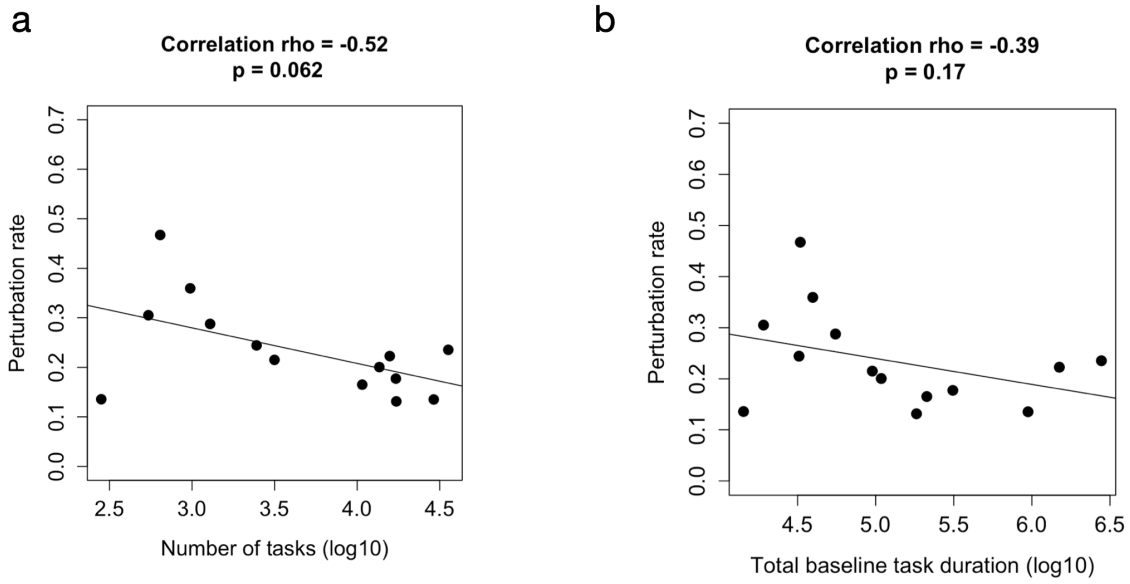 a
Correlation rho = -0.52
p = 0.062
Perturbation rate
0.7
0.6
0.5
0.4
0.3
0.2
0.1
0.0
2.5 3.0 3.5 4.0 4.5
Number of tasks (log10)
b
Correlation rho = -0.39
p = 0.17
Perturbation rate
0.7
0.6
0.5
0.4
0.3
0.2
0.1
0.0
4.5 5.0 5.5 6.0 6.5
Total baseline task duration (log10)